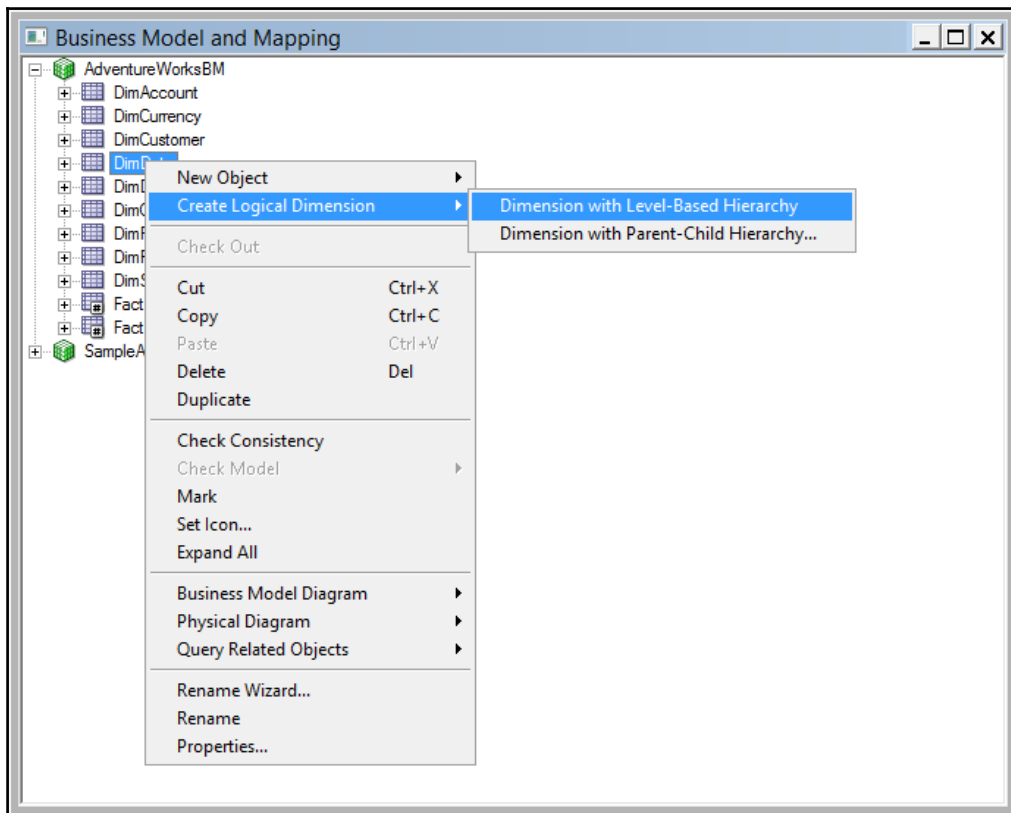 Business Model and Mapping
AdventureWorksBM
DimAccount
DimCurrency
DimCustomer
New Object
Create Logical Dimension
Dimension with Level-Based Hierarchy
Dimension with Parent-Child Hierarchy...
Check Out
Cut Ctrl+X
Copy Ctrl+C
Paste Ctrl+V
Delete Del
Duplicate
Fact
Fact
Check Consistency
Check Model
Mark
Set Icon...
Expand All
Business Model Diagram
Physical Diagram
Query Related Objects
Rename Wizard...
Rename
Properties...